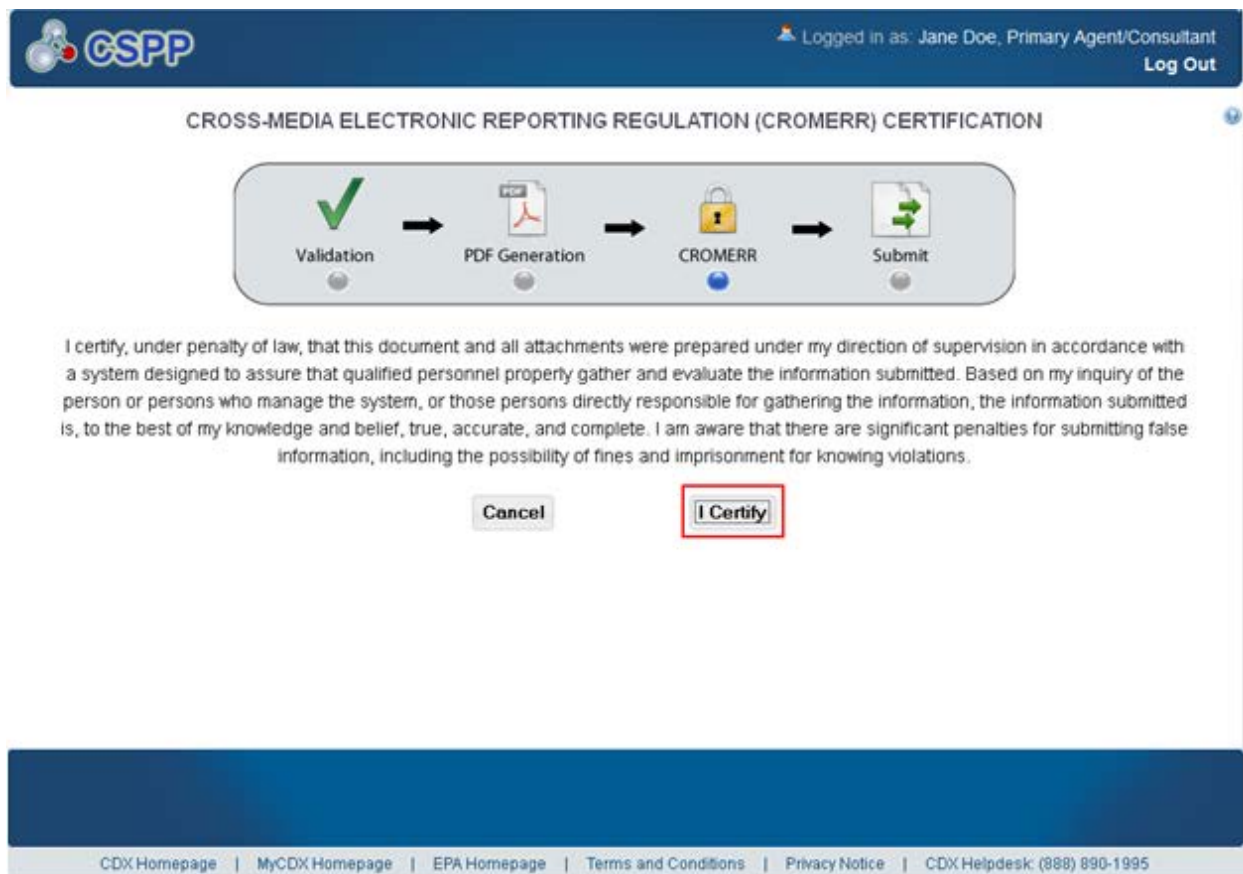 CSPP
Logged in as: Jane Doe, Primary Agent/Consultant
Log Out
CROSS-MEDIA ELECTRONIC REPORTING REGULATION (CROMERR) CERTIFICATION
PDF
Validation PDF Generation CROMERR Submit
I certify, under penalty of law, that this document and all attachments were prepared under my direction of supervision in accordance with
a system designed to assure that qualified personnel properly gather and evaluate the information submitted. Based on my inquiry of the
person or persons who manage the system, or those persons directly responsible for gathering the information, the information submitted
is, to the best of my knowledge and belief, true, accurate, and complete. I am aware that there are significant penalties for submitting false
information, including the possibility of fines and imprisonment for knowing violations.
Cancel I Certify
CDX Homepage | MyCDX Homepage | EPA Homepage | Terms and Conditions | Privacy Notice | CDX Helpdesk: (888) 890-1995